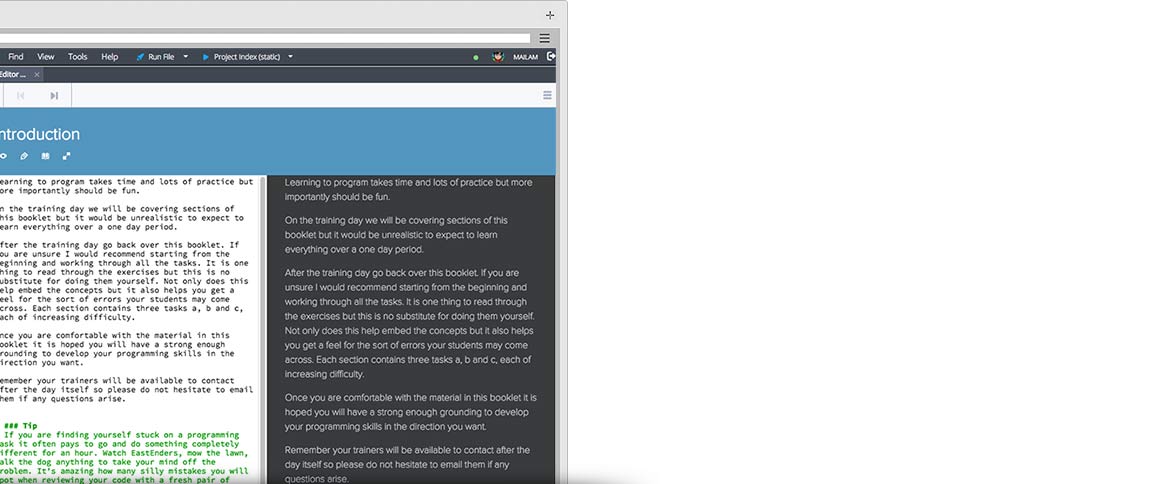 Find View Tools Help Run File Project Index (static) MAILAM
Editor ...
ntroduction
earning to program takes time and lots of practice but
ore importantly should be fun.
n the training day we will be covering sections of
his booklet but it would be unrealistic to expect to
earn everything over a one day period.
fter the training day go back over this booklet. If
ou are unsure I would recommend starting from the
eginning and working through all the tasks. It is one
hing to read through the exercises but this is no
ubstitute for doing them yourself. Not only does this
elp embed the concepts but it also helps you get a
feel for the sort of errors your students may come
cross. Each section contains three tasks a, b and c,
ach of increasing difficulty.
nce you are comfortable with the material in this
ooklet it is hoped you will have a strong enough
rounding to develop your programming skills in the
direction you want.
emember your trainers will be available to contact
fter the day itself so please do not hesitate to email
hem if any questions arise.
### Tip
If you are finding yourself stuck on a programming
ask it often pays to go and do something completely
ifferent for an hour. Watch EastEnders, mow the lawn,
alk the dog anything to take your mind off the
roblem. It's amazing how many silly mistakes you will
pot when reviewing your code with a fresh pair of
Learning to program takes time and lots of practice but more
importantly should be fun.
On the training day we will be covering sections of this
booklet but it would be unrealistic to expect to learn
everything over a one day period.
After the training day go back over this booklet. If you are
unsure I would recommend starting from the beginning and
working through all the tasks. It is one thing to read through
the exercises but this is no substitute for doing them yourself.
Not only does this help embed the concepts but it also helps
you get a feel for the sort of errors your students may come
across. Each section contains three tasks a, b and c, each of
increasing difficulty.
Once you are comfortable with the material in this booklet it is
hoped you will have a strong enough grounding to develop
your programming skills in the direction you want.
Remember your trainers will be available to contact after the
day itself so please do not hesitate to email them if any
questions arise.